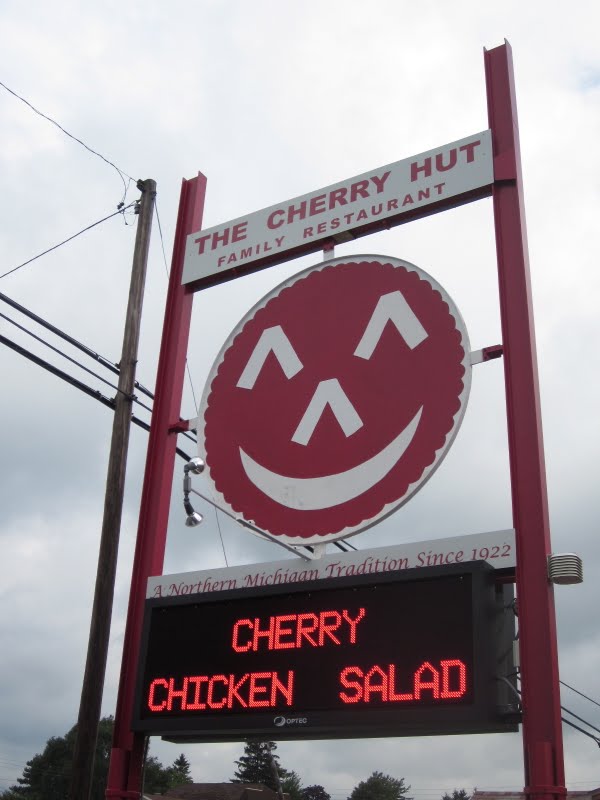 THE CHERRY HUT
FAMILY RESTAURANT
A Northern Michigan Tradition Since 1922
CHERRY
CHICKEN SALAD
OPTEC